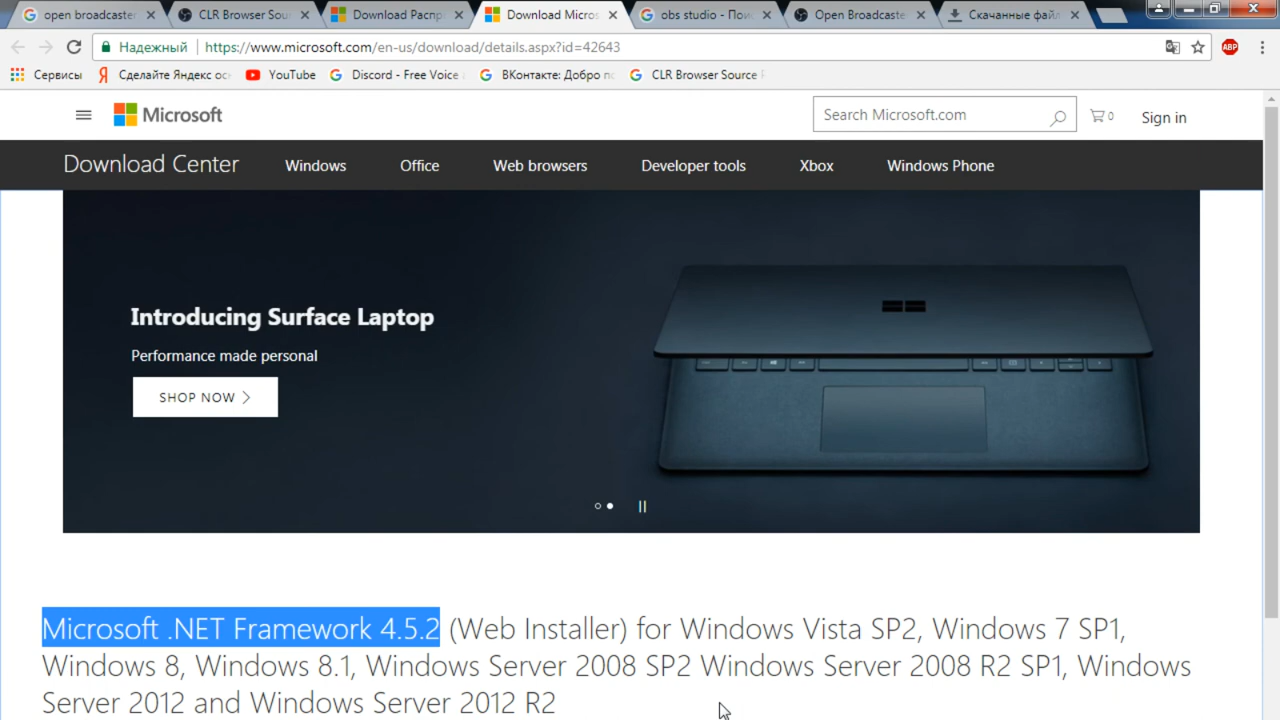 open broadcaster
CLR Browser Sou
Download Распр
Download Micros
obs studio - Пои
Open Broadcaste
Скачанные файл
Надежный
https://www.microsoft.com/en-us/download/details.aspx?id=42643
ABP
Сервисы
Сделайте Яндекс ос
YouTube
Discord - Free Voice
ВКонтакте: Добро п
CLR Browser Source
Microsoft
Search Microsoft.com
0
Sign in
Download Center
Windows
Office
Web browsers
Developer tools
Xbox
Windows Phone
Introducing Surface Laptop
Performance made personal
SHOP NOW
Microsoft .NET Framework 4.5.2 (Web Installer) for Windows Vista SP2, Windows 7 SP1,
Windows 8, Windows 8.1, Windows Server 2008 SP2 Windows Server 2008 R2 SP1, Windows
Server 2012 and Windows Server 2012 R2